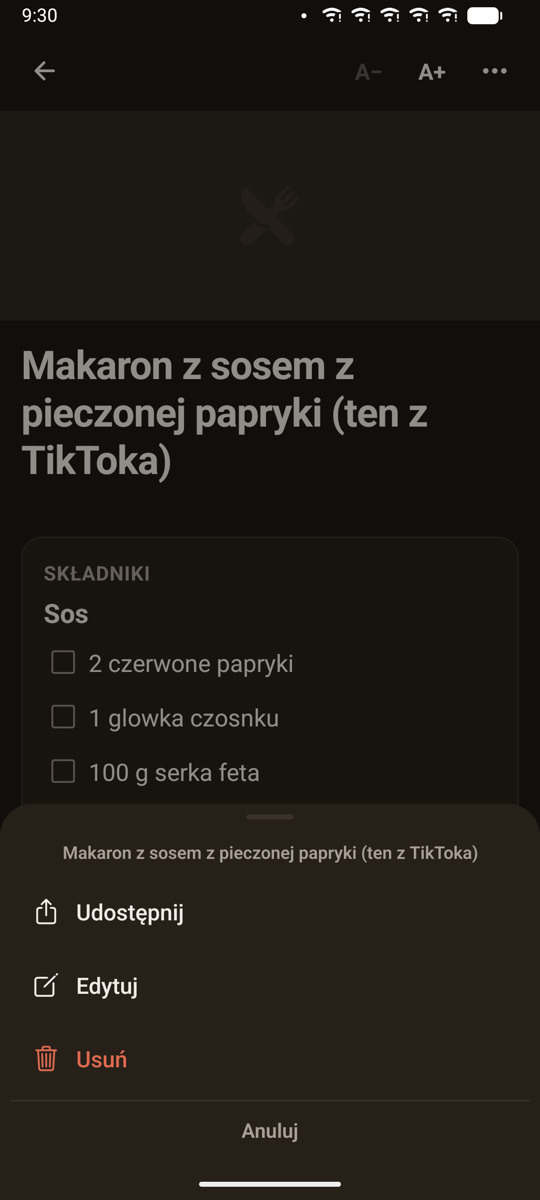 9:30
A− A+
Makaron z sosem z
pieczonej papryki (ten z
TikToka)
SKŁADNIKI
Sos
2 czerwone papryki
1 glowka czosnku
100 g serka feta
Makaron z sosem z pieczonej papryki (ten z TikToka)
Udostępnij
Edytuj
Usuń
Anuluj